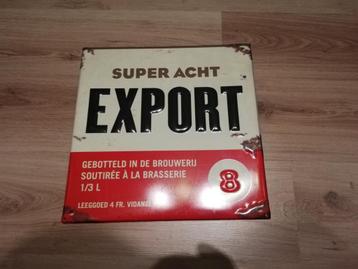 SUPER ACHT
EXPORT
GEBOTTELD IN DE BROUWERIJ
SOUTIRÉE À LA BRASSERIE
1/3 L
8
LEEGGOED 4 FR. VIDANGE